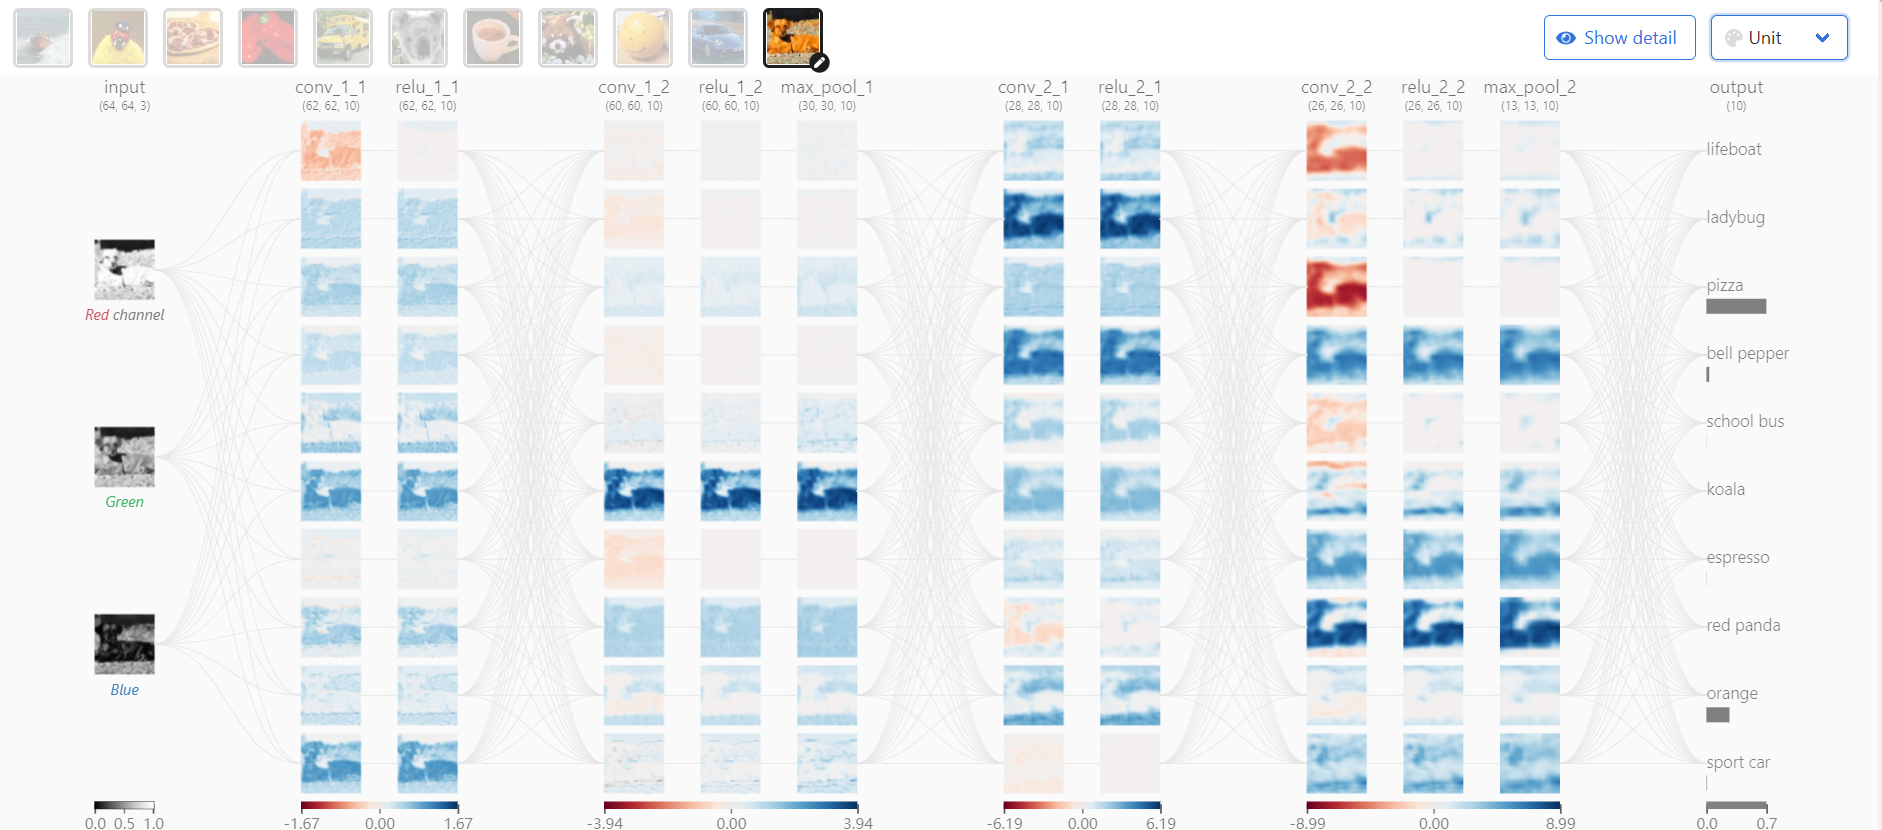 Show detail
Unit
input
(64, 64, 3)
conv_1_1
(62, 62, 10)
relu_1_1
(62, 62, 10)
conv_1_2
(60, 60, 10)
relu_1_2
(60, 60, 10)
max_pool_1
(30, 30, 10)
conv_2_1
(28, 28, 10)
relu_2_1
(28, 28, 10)
conv_2_2
(26, 26, 10)
relu_2_2
(26, 26, 10)
max_pool_2
(13, 13, 10)
output
(10)
Red channel
Green
Blue
lifeboat
ladybug
pizza
bell pepper
school bus
koala
espresso
red panda
orange
sport car
0.0 0.5 1.0
-1.67 0.00 1.67
-3.94 0.00 3.94
-6.19 0.00 6.19
-8.99 0.00 8.99
0.0 0.7